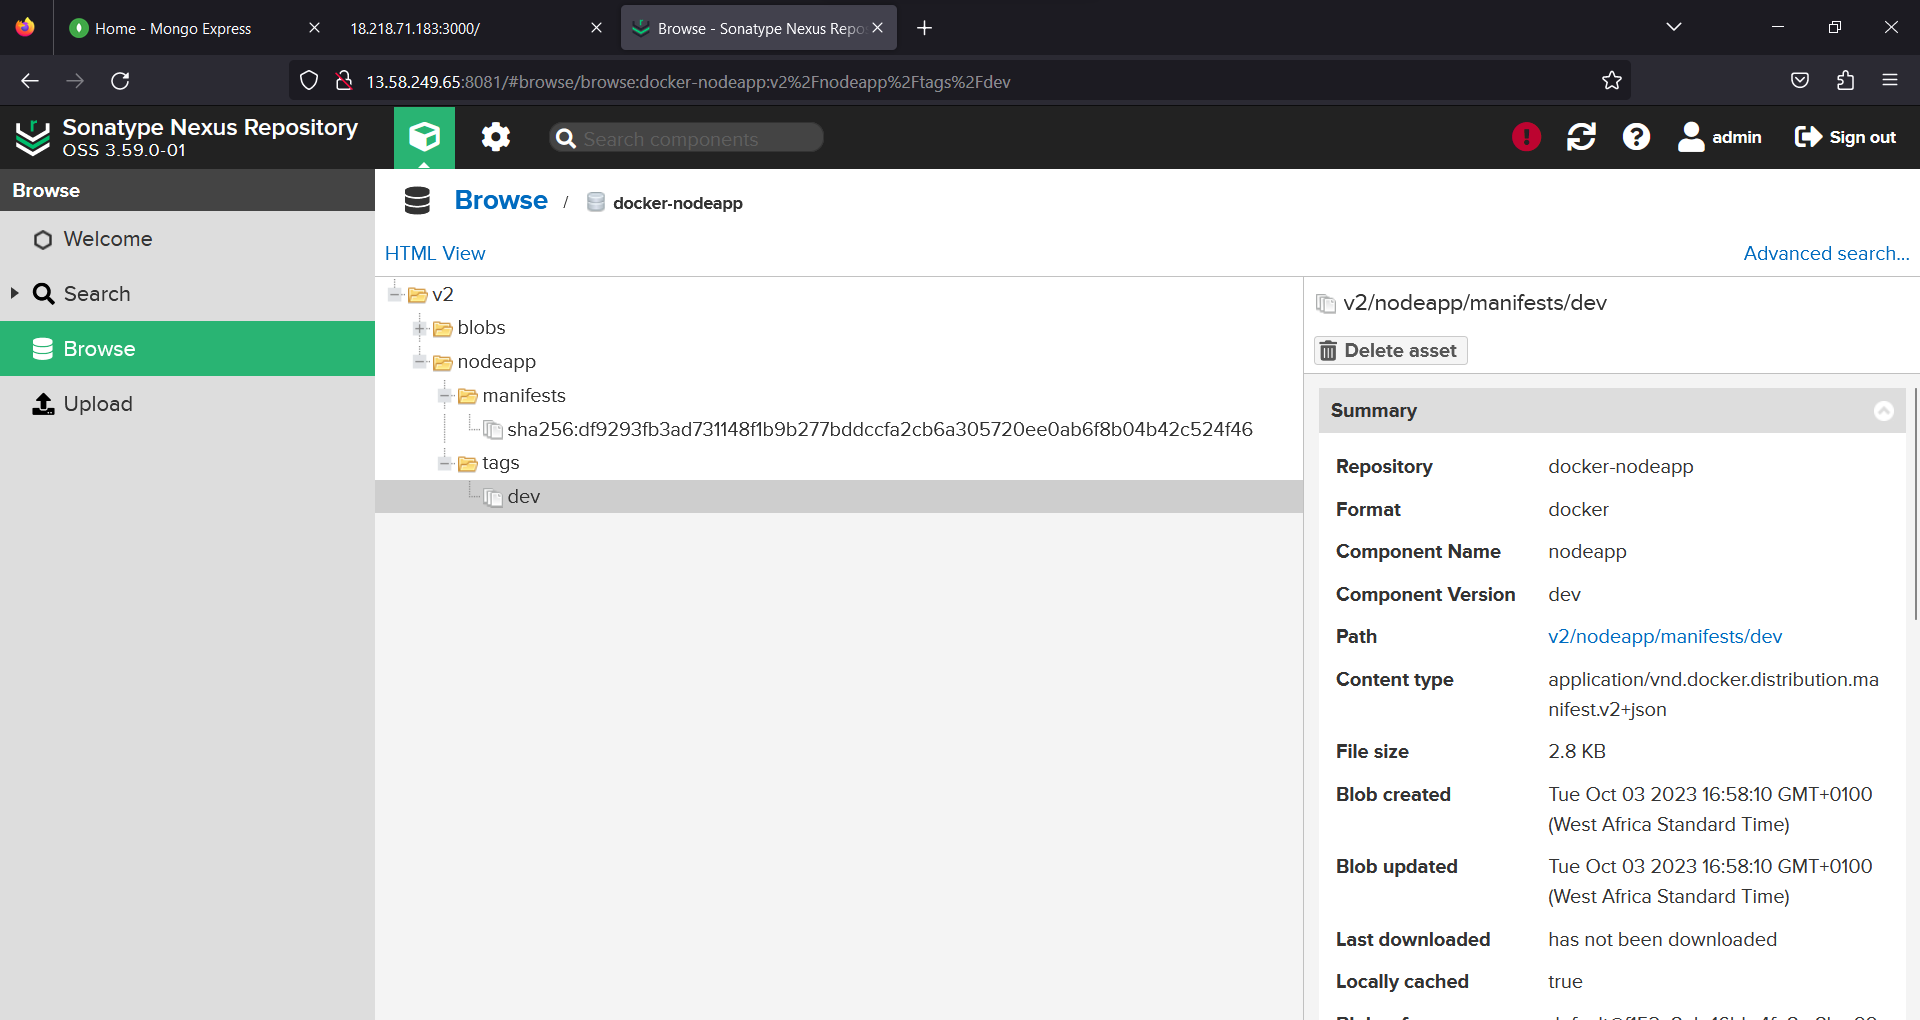 Home - Mongo Express
18.218.71.183:3000/
Browse - Sonatype Nexus Repo
13.58.249.65:8081/#browse/browse:docker-nodeapp:v2%2Fnodeapp%2Ftags%2Fdev
Sonatype Nexus Repository
OSS 3.59.0-01
Search components
admin
Sign out
Browse
Welcome
Search
Browse
Upload
Browse / docker-nodeapp
HTML View
Advanced search...
v2
blobs
nodeapp
manifests
sha256:df9293fb3ad731148f1b9b277bddccfa2cb6a305720ee0ab6f8b04b42c524f46
tags
dev
v2/nodeapp/manifests/dev
Delete asset
Summary
Repository docker-nodeapp
Format docker
Component Name nodeapp
Component Version dev
Path v2/nodeapp/manifests/dev
Content type application/vnd.docker.distribution.ma
nifest.v2+json
File size 2.8 KB
Blob created Tue Oct 03 2023 16:58:10 GMT+0100
(West Africa Standard Time)
Blob updated Tue Oct 03 2023 16:58:10 GMT+0100
(West Africa Standard Time)
Last downloaded has not been downloaded
Locally cached true